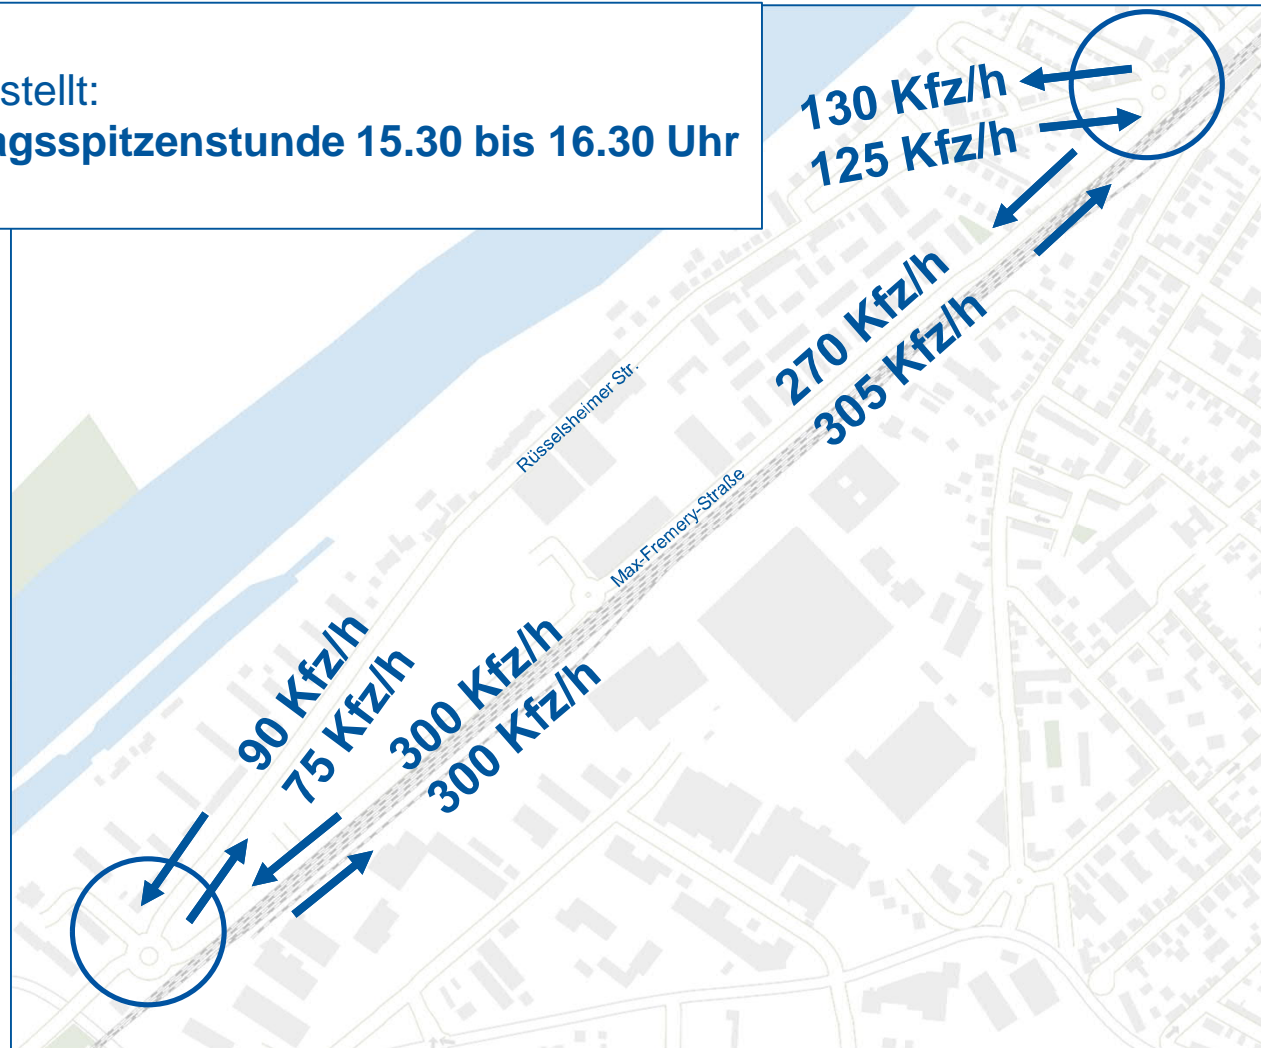 stellt:
agsspitzenstunde 15.30 bis 16.30 Uhr
130 Kfz/h
125 Kfz/h
270 Kfz/h
305 Kfz/h
Rüsselsheimer Str.
Max-Fremery-Straße
90 Kfz/h
75 Kfz/h
300 Kfz/h
300 Kfz/h